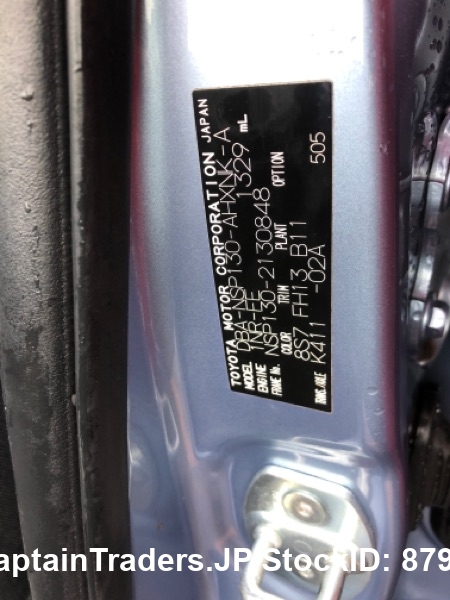 TOYOTA MOTOR CORPORATION JAPAN
MODEL DBA-NSP130-AHXNK-A
ENGINE 1NR-FE 1329 mL
FRAME No. NSP130-2130848
COLOR TRIM PLANT OPTION
8S7 FH13 B11 505
TRANS./AXLE K411 -02A
aptainTraders.JP StockID: 879